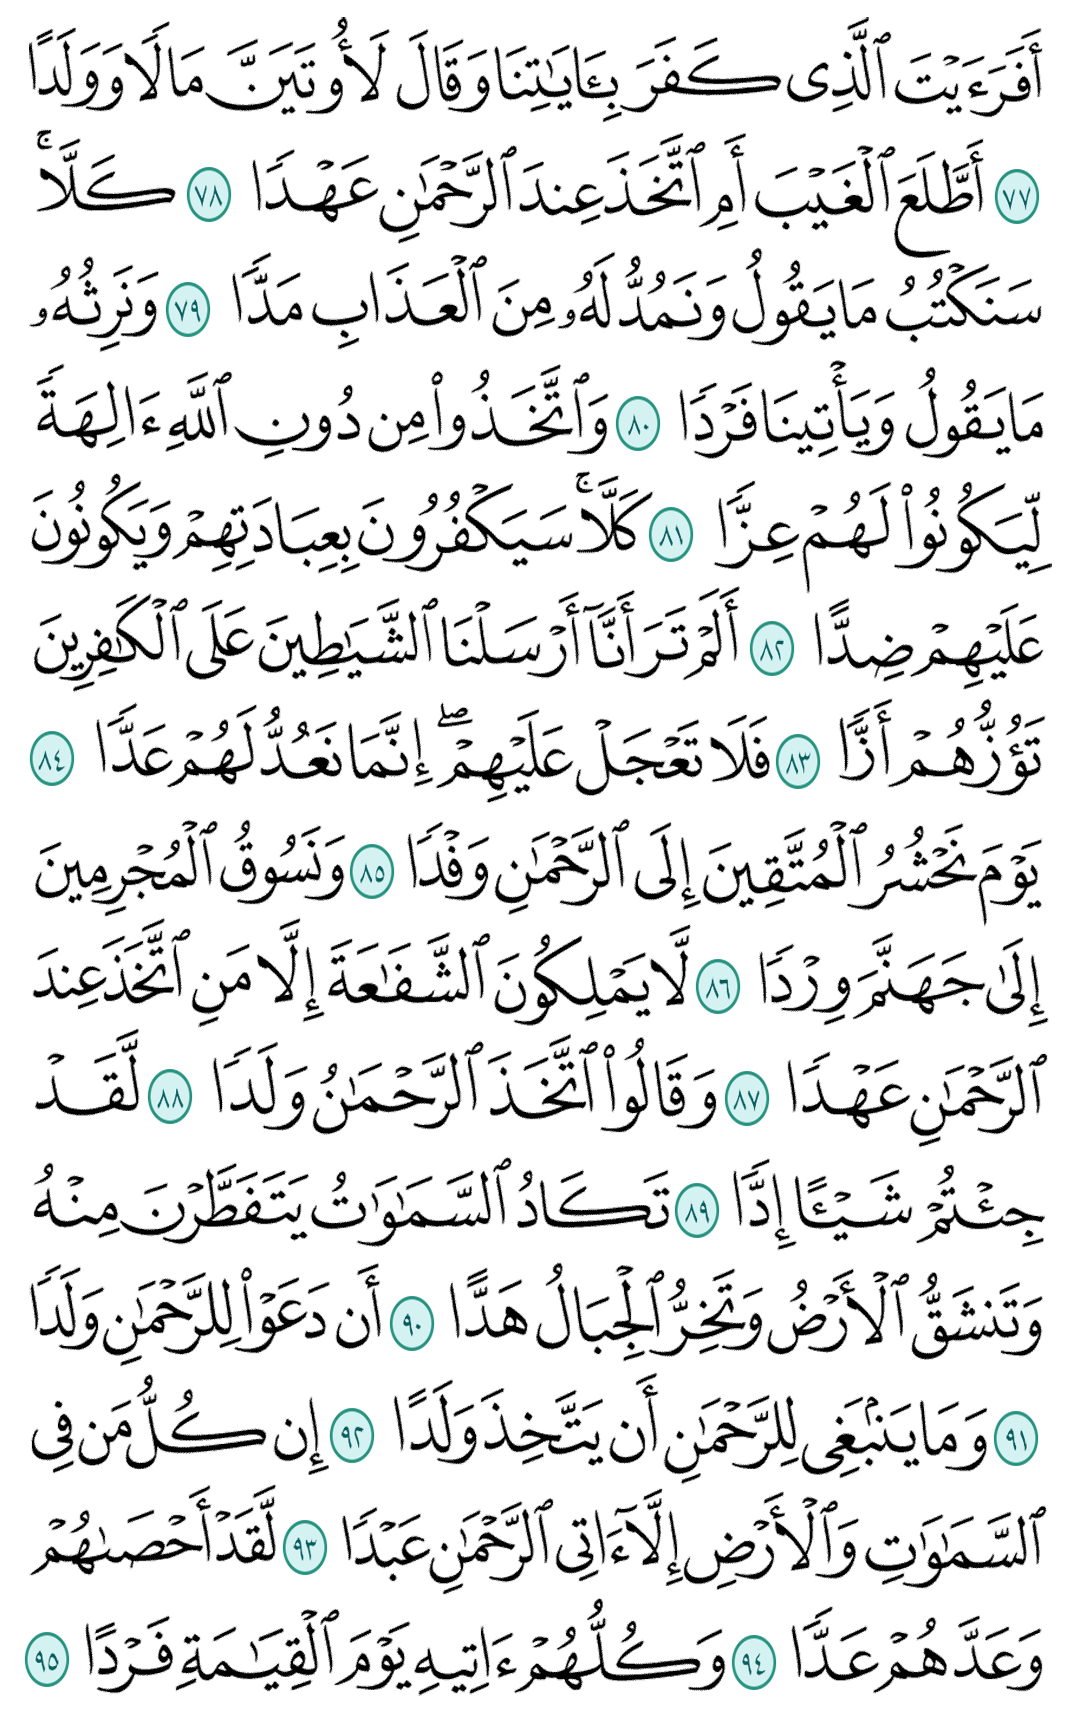 أَفَرَءَيْتَ ٱلَّذِى كَفَرَ بِـَٔايَـٰتِنَا وَقَالَ لَأُوتَيَنَّ مَالًا وَوَلَدًا
٧٧ أَطَّلَعَ ٱلْغَيْبَ أَمِ ٱتَّخَذَ عِندَ ٱلرَّحْمَـٰنِ عَهْدًا ٧٨ كَلَّا ۚ
سَنَكْتُبُ مَا يَقُولُ وَنَمُدُّ لَهُۥ مِنَ ٱلْعَذَابِ مَدًّا ٧٩ وَنَرِثُهُۥ
مَا يَقُولُ وَيَأْتِينَا فَرْدًا ٨٠ وَٱتَّخَذُوا۟ مِن دُونِ ٱللَّهِ ءَالِهَةً
لِّيَكُونُوا۟ لَهُمْ عِزًّا ٨١ كَلَّا ۚ سَيَكْفُرُونَ بِعِبَادَتِهِمْ وَيَكُونُونَ
عَلَيْهِمْ ضِدًّا ٨٢ أَلَمْ تَرَ أَنَّآ أَرْسَلْنَا ٱلشَّيَـٰطِينَ عَلَى ٱلْكَـٰفِرِينَ
تَؤُزُّهُمْ أَزًّا ٨٣ فَلَا تَعْجَلْ عَلَيْهِمْ ۖ إِنَّمَا نَعُدُّ لَهُمْ عَدًّا ٨٤
يَوْمَ نَحْشُرُ ٱلْمُتَّقِينَ إِلَى ٱلرَّحْمَـٰنِ وَفْدًا ٨٥ وَنَسُوقُ ٱلْمُجْرِمِينَ
إِلَىٰ جَهَنَّمَ وِرْدًا ٨٦ لَّا يَمْلِكُونَ ٱلشَّفَـٰعَةَ إِلَّا مَنِ ٱتَّخَذَ عِندَ
ٱلرَّحْمَـٰنِ عَهْدًا ٨٧ وَقَالُوا۟ ٱتَّخَذَ ٱلرَّحْمَـٰنُ وَلَدًا ٨٨ لَّقَدْ
جِئْتُمْ شَيْـًٔا إِدًّا ٨٩ تَكَادُ ٱلسَّمَـٰوَٰتُ يَتَفَطَّرْنَ مِنْهُ
وَتَنشَقُّ ٱلْأَرْضُ وَتَخِرُّ ٱلْجِبَالُ هَدًّا ٩٠ أَن دَعَوْا۟ لِلرَّحْمَـٰنِ وَلَدًا
٩١ وَمَا يَنۢبَغِى لِلرَّحْمَـٰنِ أَن يَتَّخِذَ وَلَدًا ٩٢ إِن كُلُّ مَن فِى
ٱلسَّمَـٰوَٰتِ وَٱلْأَرْضِ إِلَّآ ءَاتِى ٱلرَّحْمَـٰنِ عَبْدًا ٩٣ لَّقَدْ أَحْصَىٰهُمْ
وَعَدَّهُمْ عَدًّا ٩٤ وَكُلُّهُمْ ءَاتِيهِ يَوْمَ ٱلْقِيَـٰمَةِ فَرْدًا ٩٥